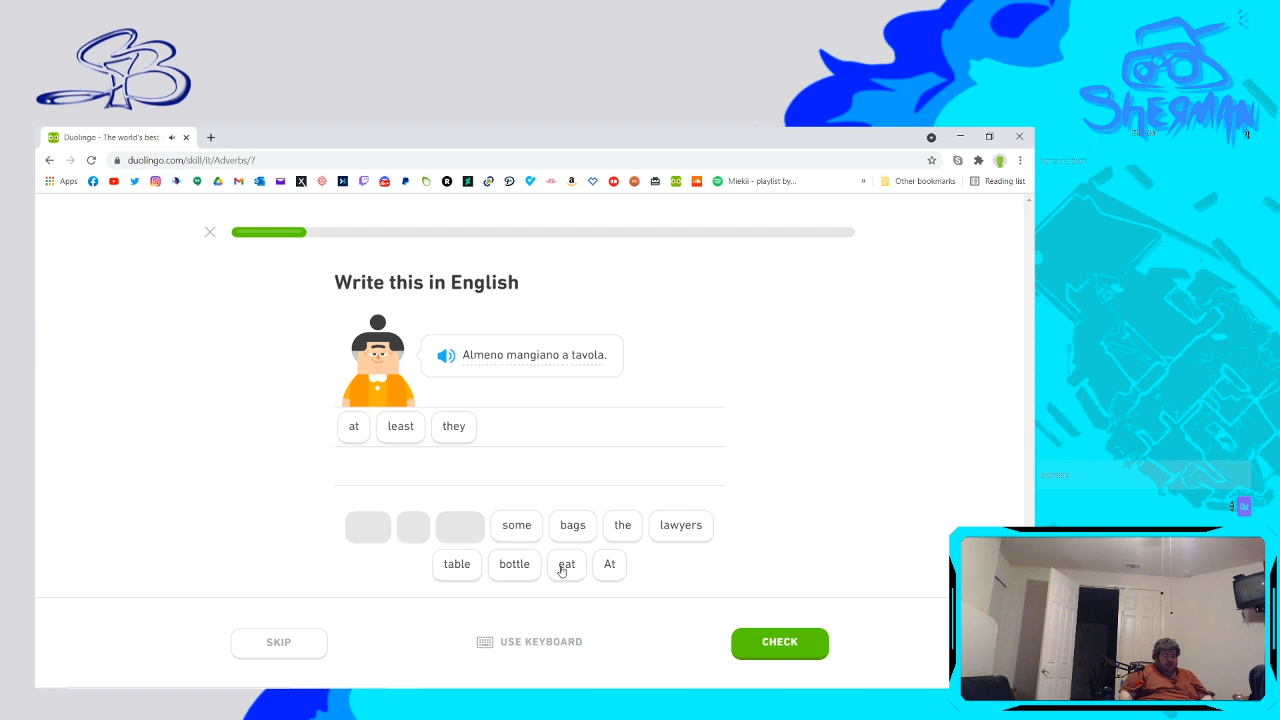 SHERMAN
Duolingo - The world's best
duolingo.com/skill/it/Adverbs/7
Apps
Miekii - playlist by...
»
Other bookmarks
Reading list
Write this in English
Almeno mangiano a tavola.
at least they
some bags the lawyers
table bottle eat At
SKIP
USE KEYBOARD
CHECK